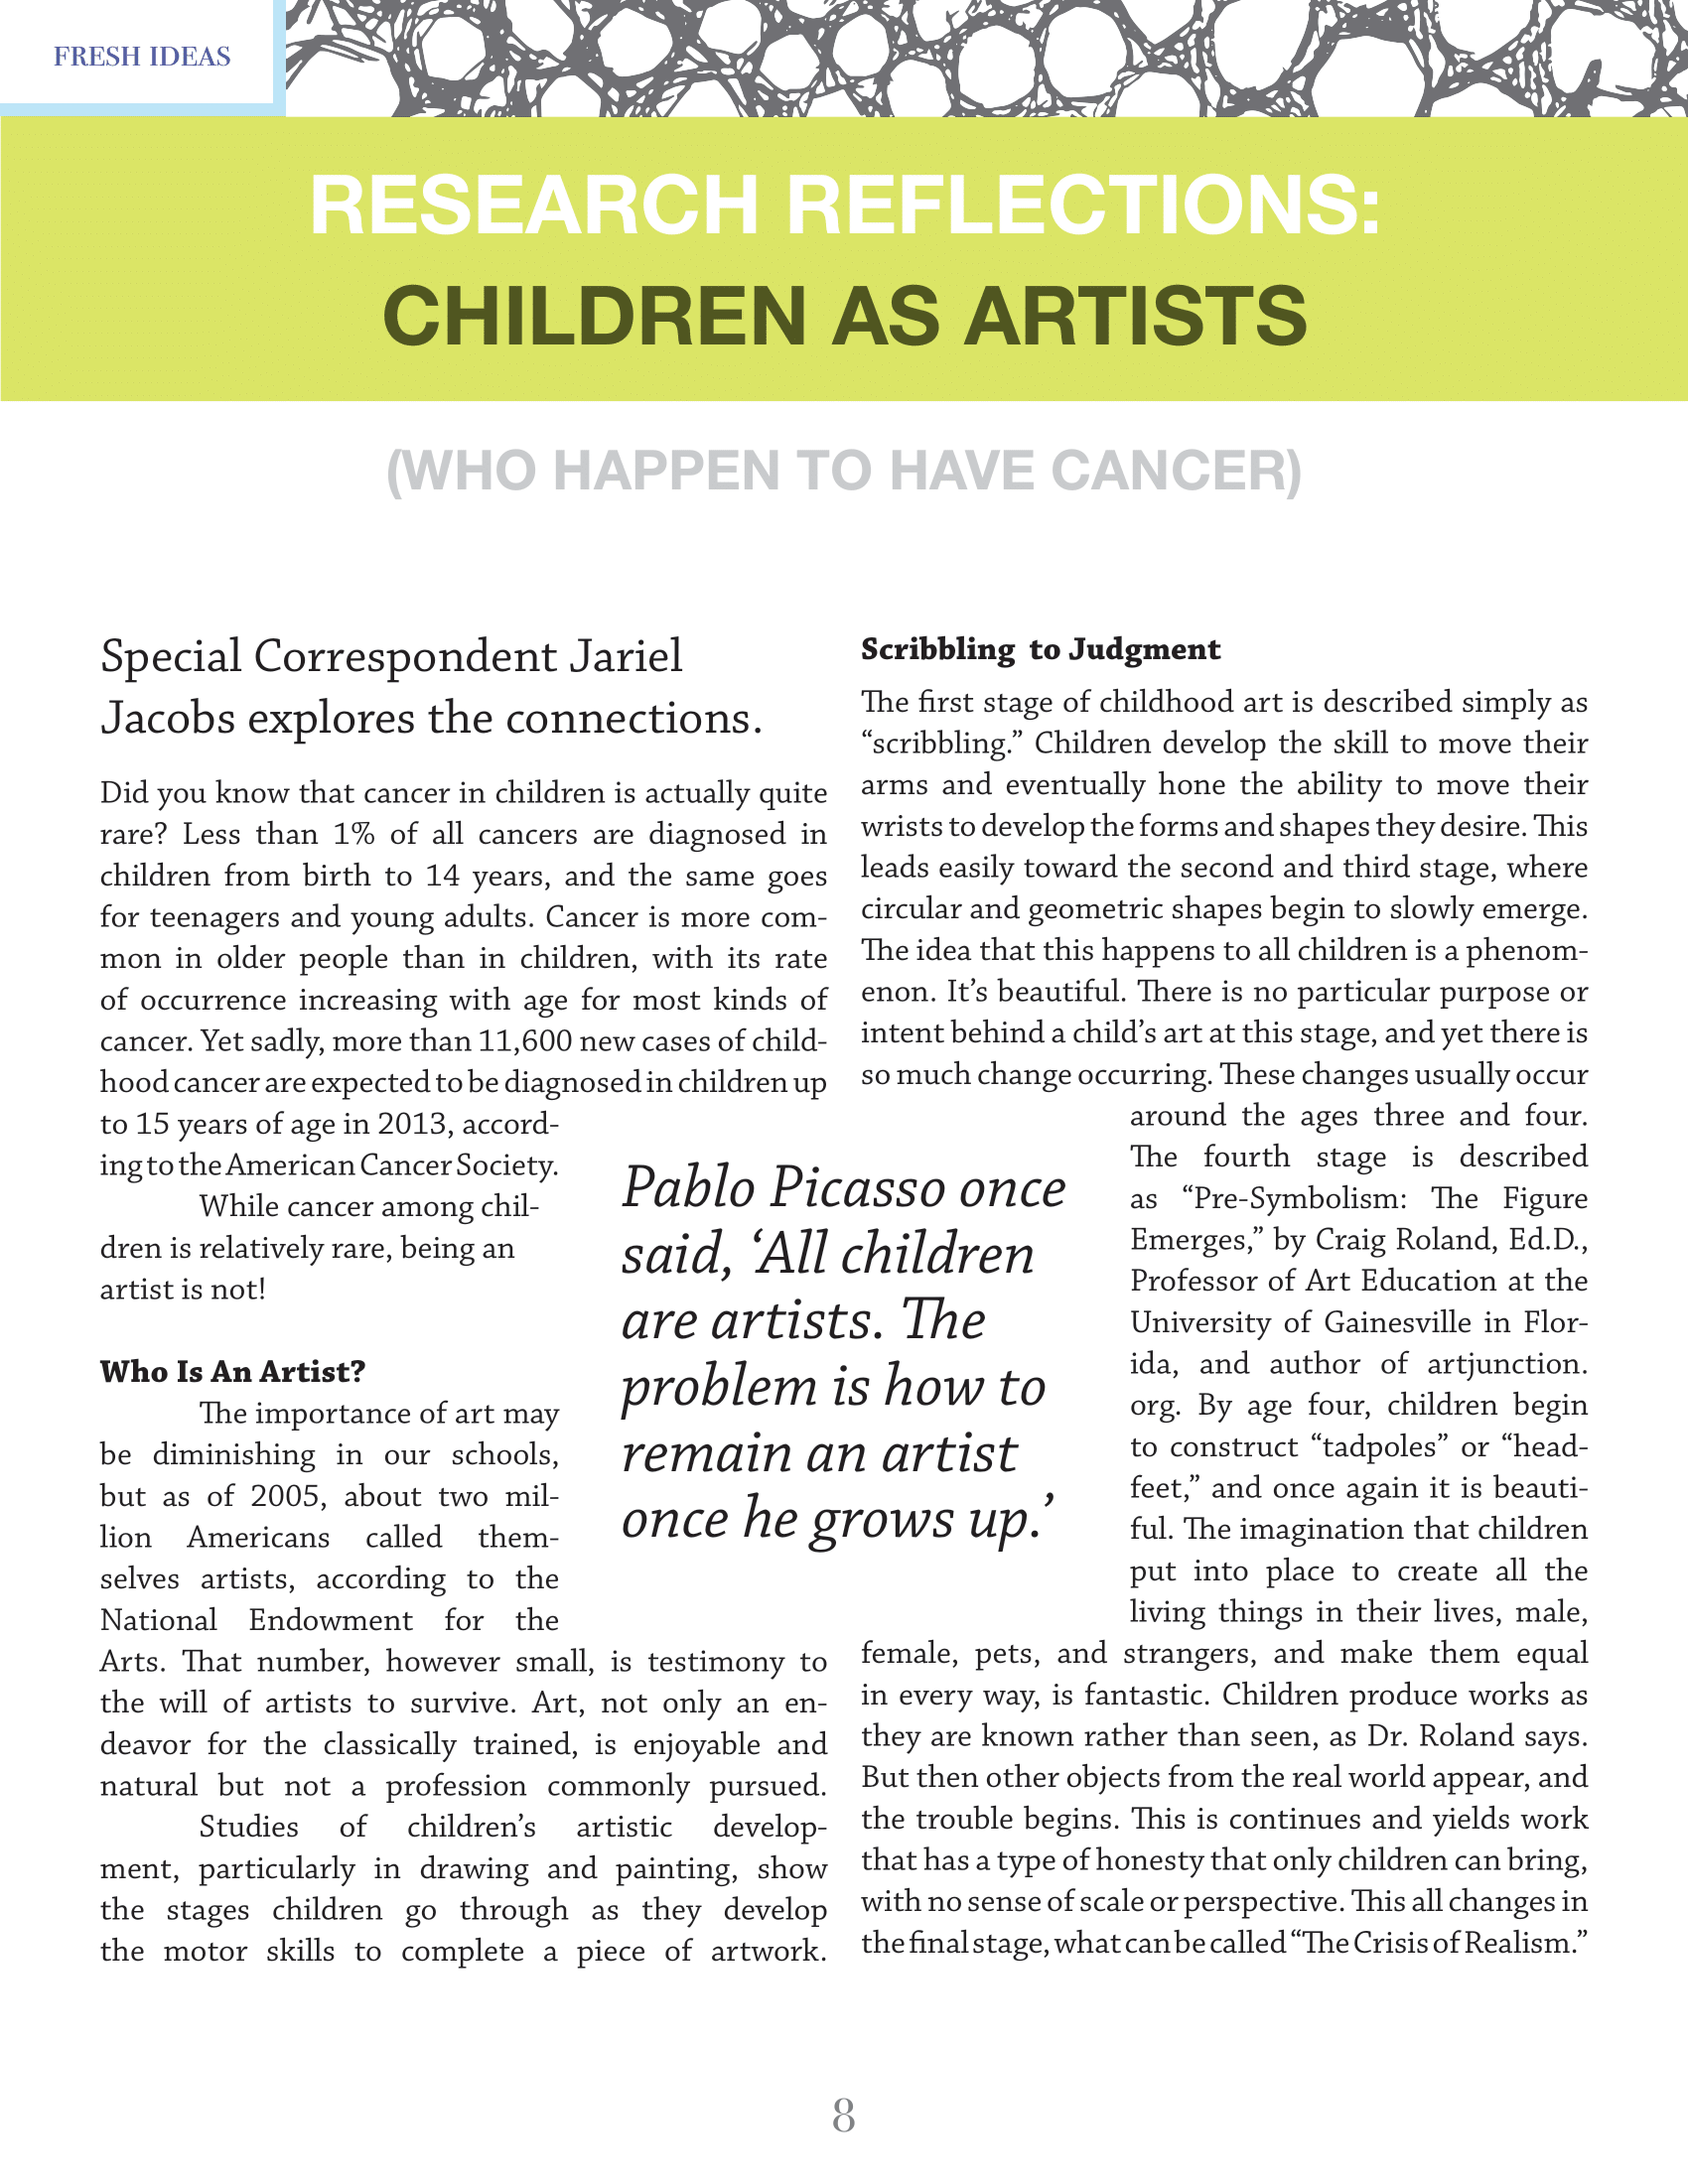 FRESH IDEAS
RESEARCH REFLECTIONS:
CHILDREN AS ARTISTS
(WHO HAPPEN TO HAVE CANCER)
Special Correspondent Jariel
Jacobs explores the connections.
Did you know that cancer in children is actually quite
rare? Less than 1% of all cancers are diagnosed in
children from birth to 14 years, and the same goes
for teenagers and young adults. Cancer is more com-
mon in older people than in children, with its rate
of occurrence increasing with age for most kinds of
cancer. Yet sadly, more than 11,600 new cases of child-
hood cancer are expected to be diagnosed in children up
to 15 years of age in 2013, accord-
ing to the American Cancer Society.
While cancer among chil-
dren is relatively rare, being an
artist is not!
Who Is An Artist?
The importance of art may
be diminishing in our schools,
but as of 2005, about two mil-
lion Americans called them-
selves artists, according to the
National Endowment for the
Arts. That number, however small, is testimony to
the will of artists to survive. Art, not only an en-
deavor for the classically trained, is enjoyable and
natural but not a profession commonly pursued.
Studies of children’s artistic develop-
ment, particularly in drawing and painting, show
the stages children go through as they develop
the motor skills to complete a piece of artwork.
Pablo Picasso once
said, ‘All children
are artists. The
problem is how to
remain an artist
once he grows up.’
Scribbling to Judgment
The first stage of childhood art is described simply as
“scribbling.” Children develop the skill to move their
arms and eventually hone the ability to move their
wrists to develop the forms and shapes they desire. This
leads easily toward the second and third stage, where
circular and geometric shapes begin to slowly emerge.
The idea that this happens to all children is a phenom-
enon. It’s beautiful. There is no particular purpose or
intent behind a child’s art at this stage, and yet there is
so much change occurring. These changes usually occur
around the ages three and four.
The fourth stage is described
as “Pre-Symbolism: The Figure
Emerges,” by Craig Roland, Ed.D.,
Professor of Art Education at the
University of Gainesville in Flor-
ida, and author of artjunction.
org. By age four, children begin
to construct “tadpoles” or “head-
feet,” and once again it is beauti-
ful. The imagination that children
put into place to create all the
living things in their lives, male,
female, pets, and strangers, and make them equal
in every way, is fantastic. Children produce works as
they are known rather than seen, as Dr. Roland says.
But then other objects from the real world appear, and
the trouble begins. This is continues and yields work
that has a type of honesty that only children can bring,
with no sense of scale or perspective. This all changes in
the final stage, what can be called “The Crisis of Realism.”
8